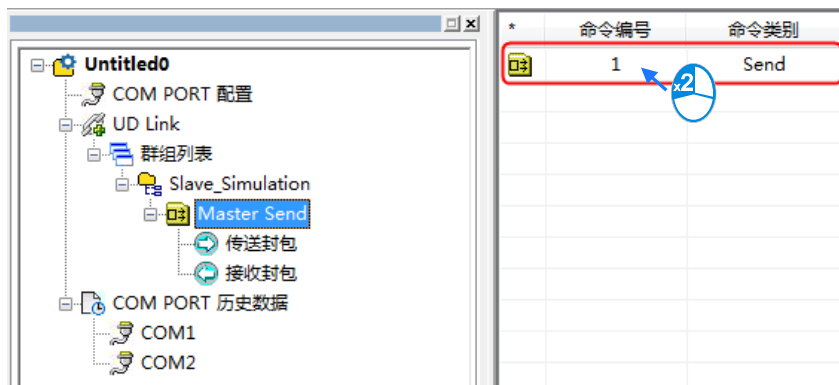 Untitled0
COM PORT 配置
UD Link
群组列表
Slave_Simulation
Master Send
传送封包
接收封包
COM PORT 历史数据
COM1
COM2
* 命令编号 命令类别
1 Send
x2